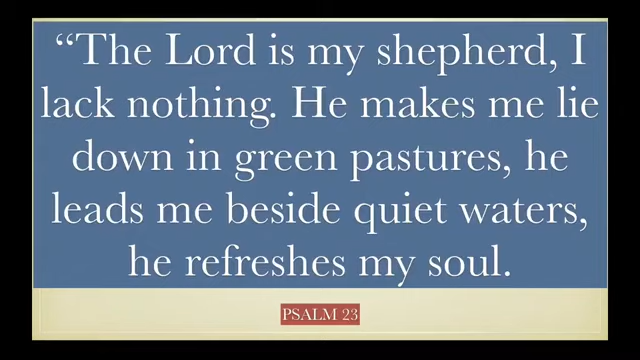 “The Lord is my shepherd, I
lack nothing. He makes me lie
down in green pastures, he
leads me beside quiet waters,
he refreshes my soul.
PSALM 23